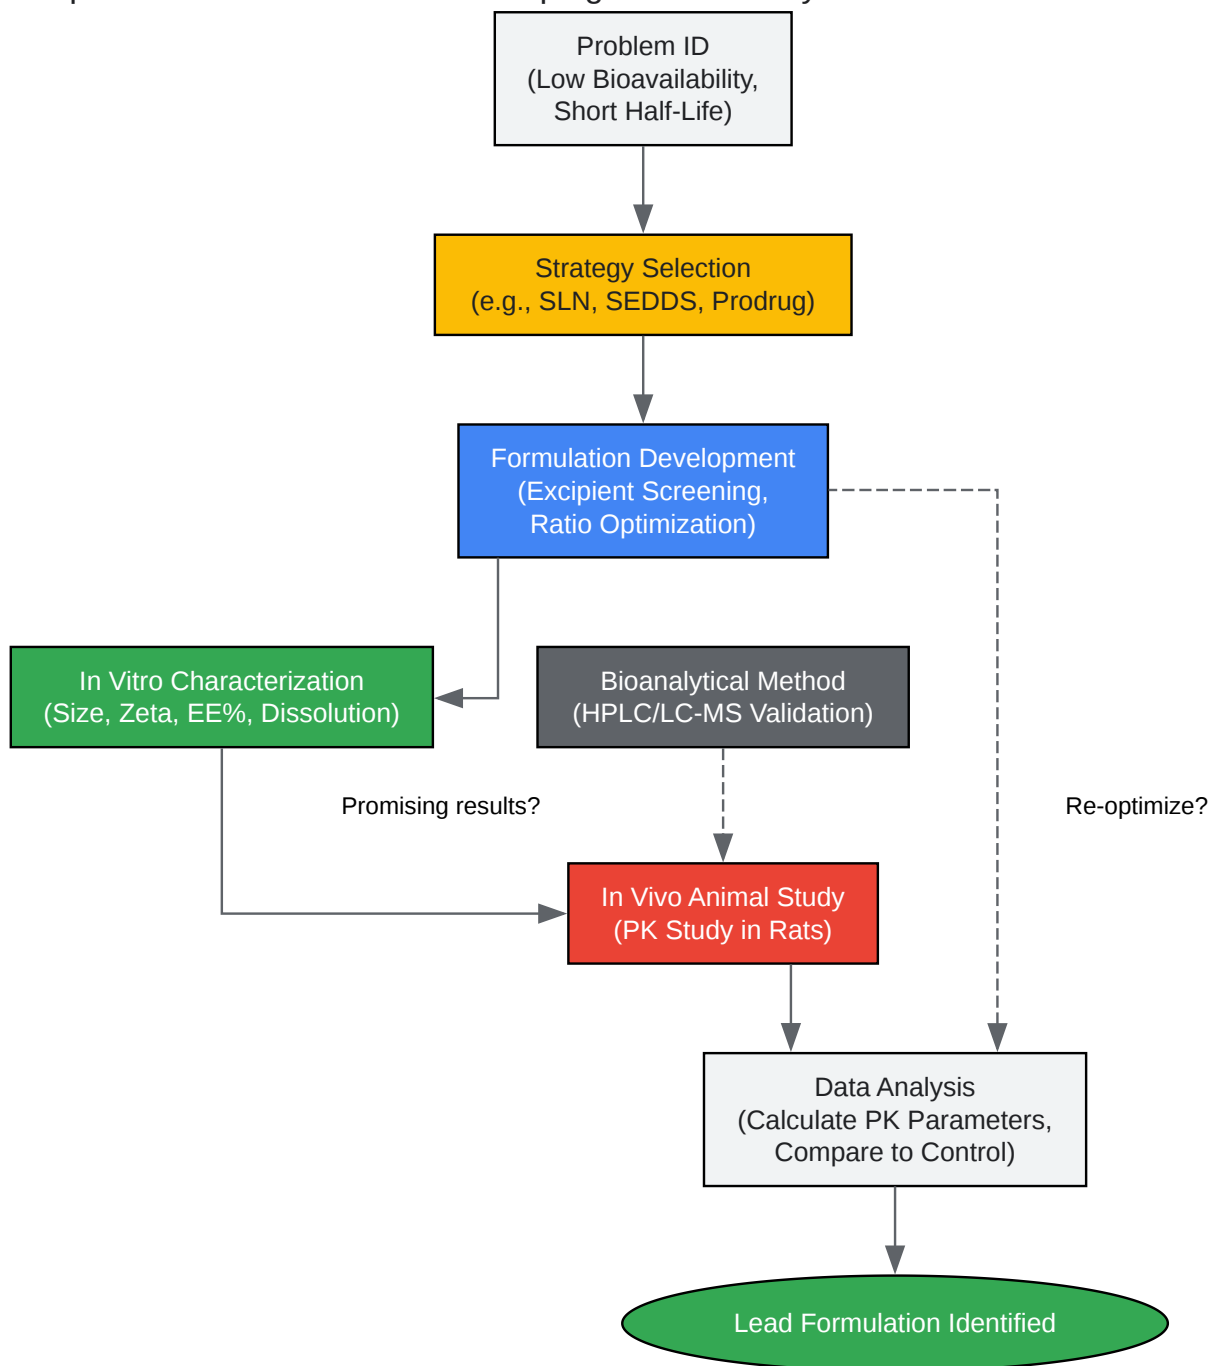 Problem ID
(Low Bioavailability,
Short Half-Life)
Strategy Selection
(e.g., SLN, SEDDS, Prodrug)
Formulation Development
(Excipient Screening,
Ratio Optimization)
In Vitro Characterization
(Size, Zeta, EE%, Dissolution)
Bioanalytical Method
(HPLC/LC-MS Validation)
Promising results?
Re-optimize?
In Vivo Animal Study
(PK Study in Rats)
Data Analysis
(Calculate PK Parameters,
Compare to Control)
Lead Formulation Identified